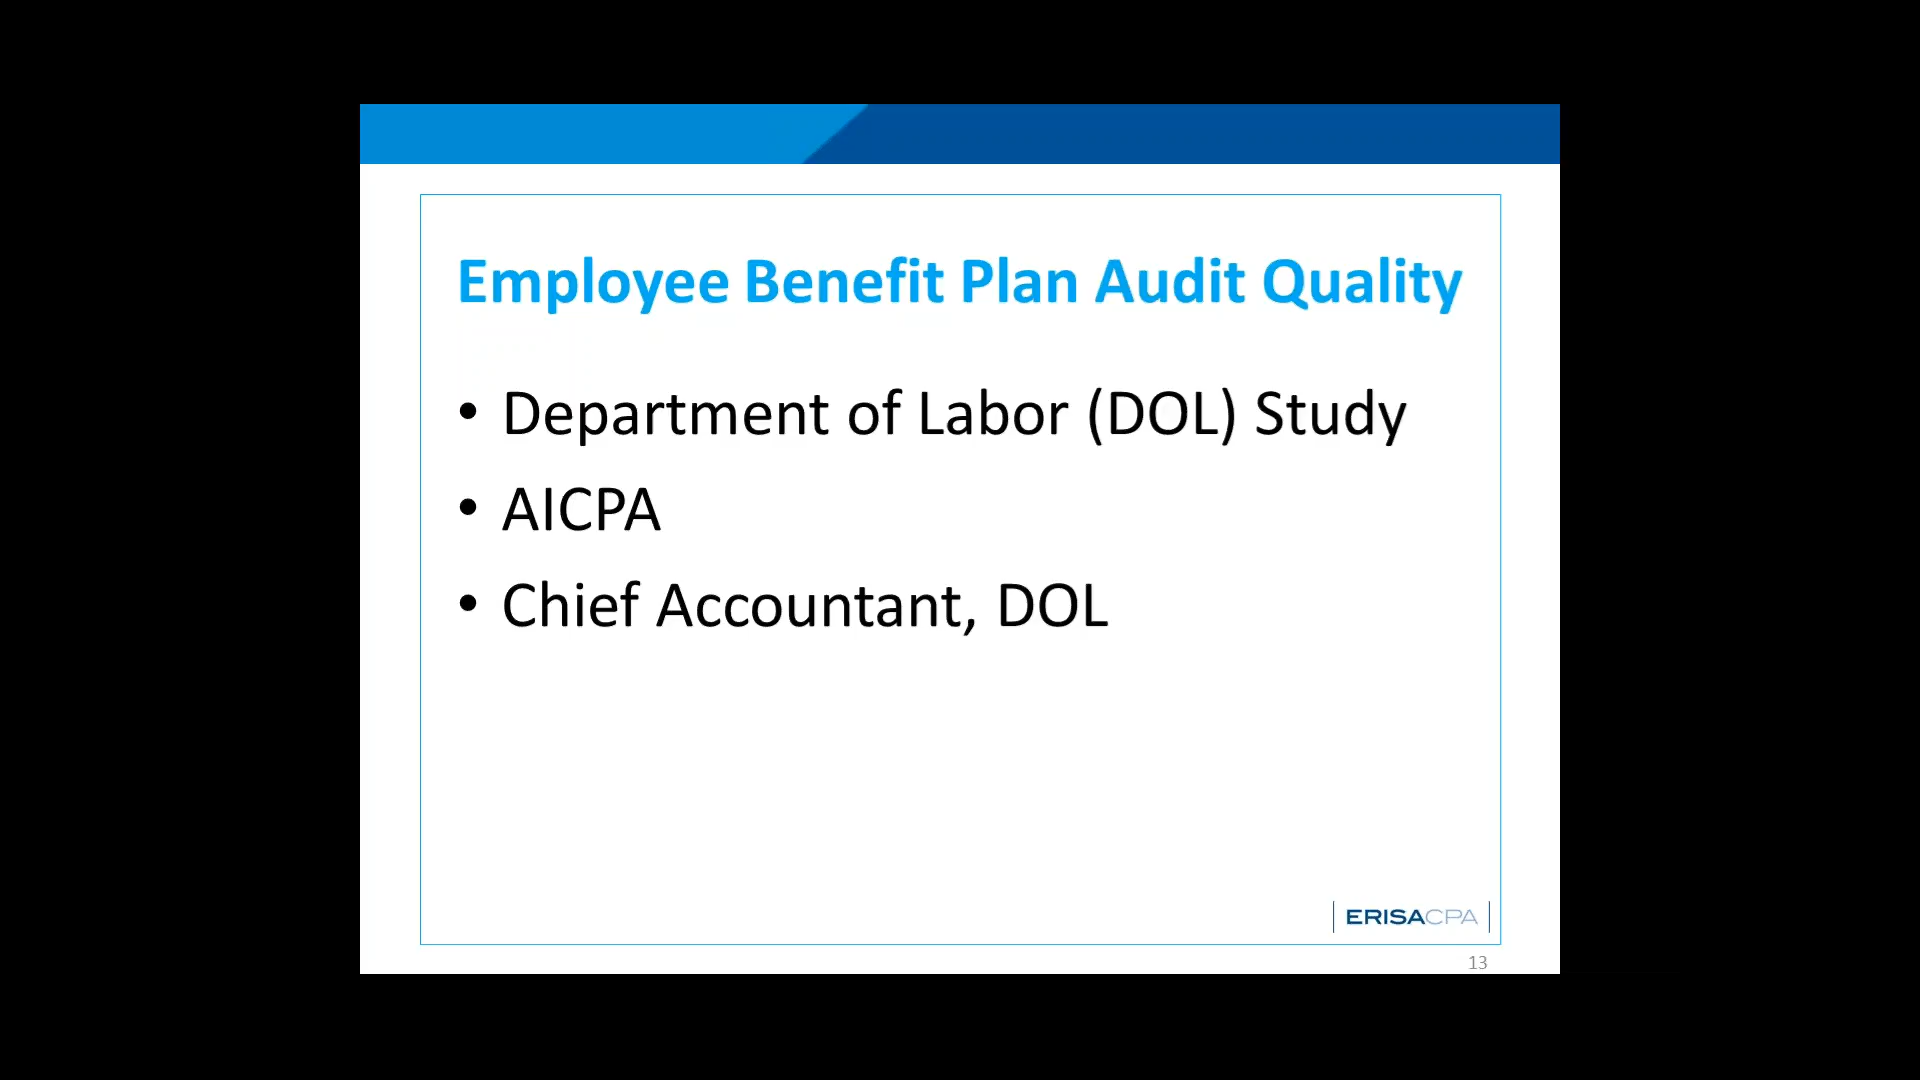 Employee Benefit Plan Audit Quality
• Department of Labor (DOL) Study
• AICPA
• Chief Accountant, DOL
ERISACPA
13